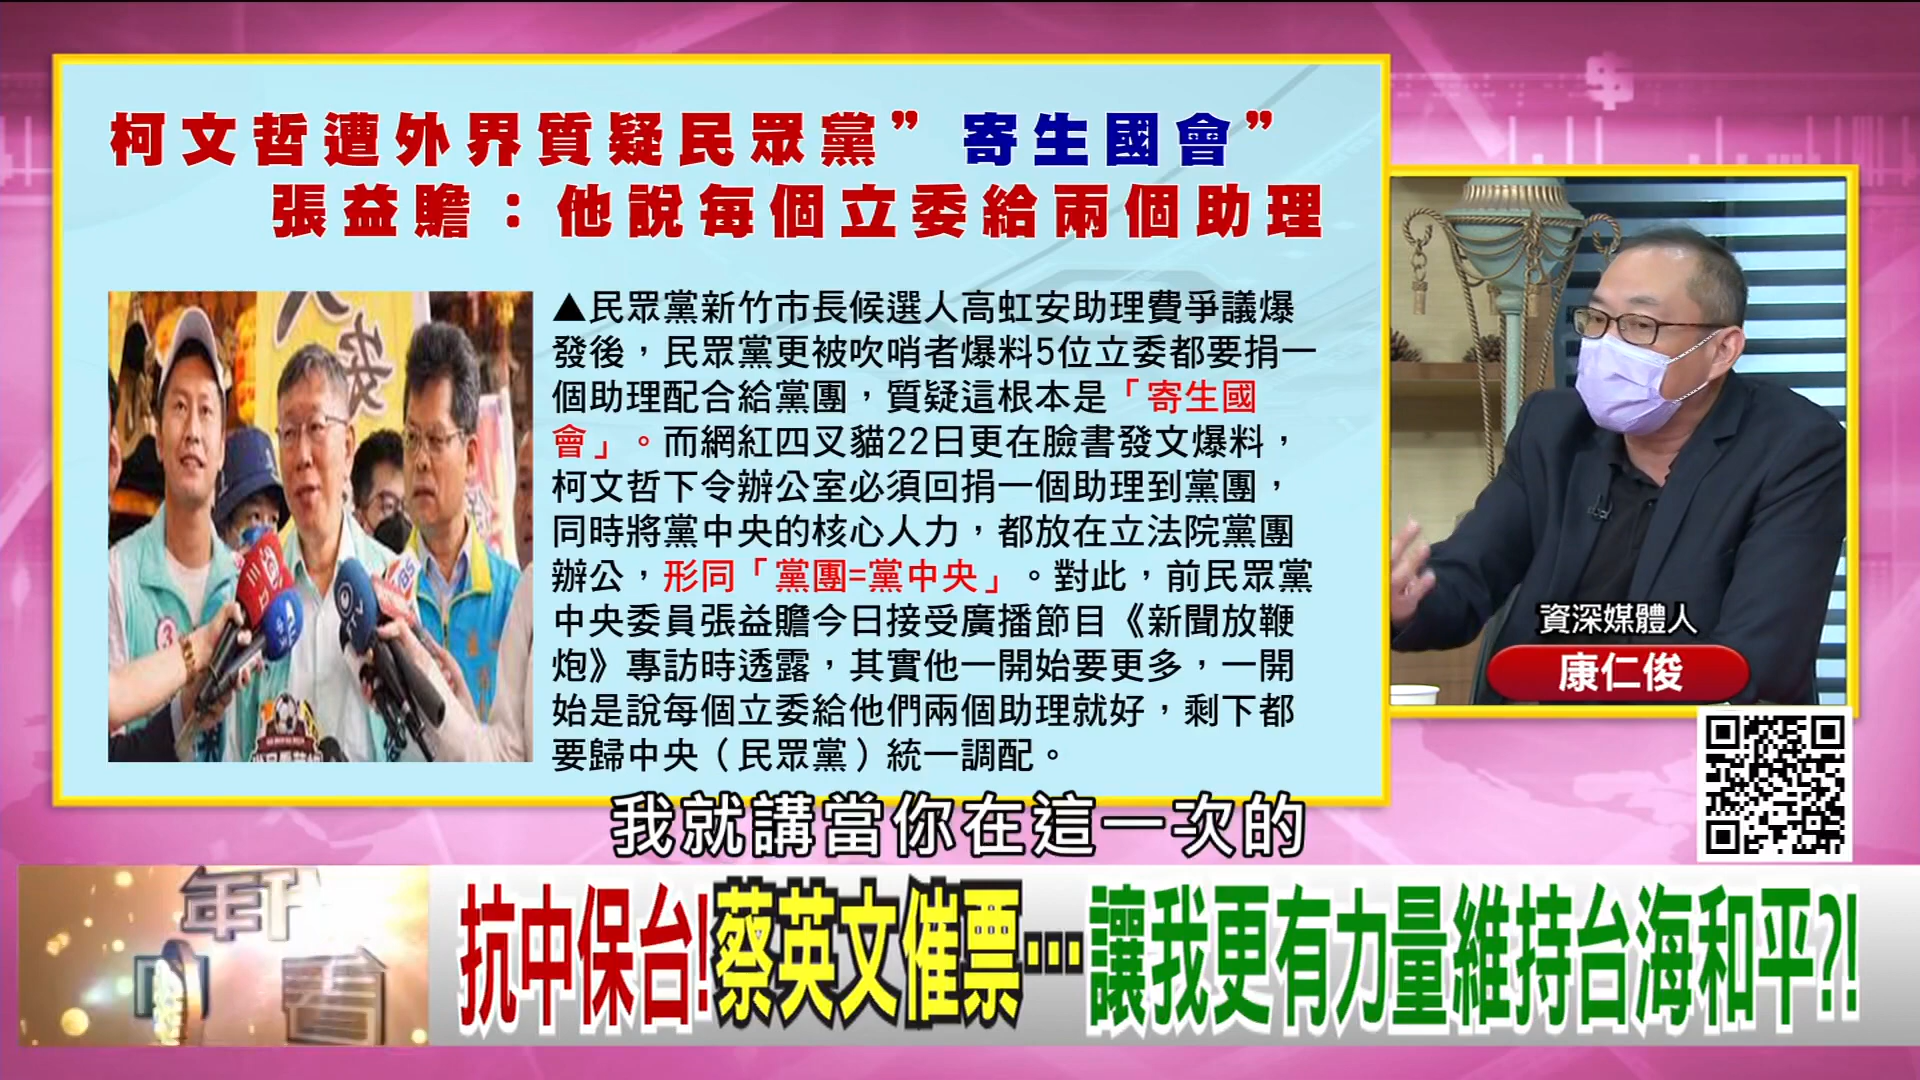 柯文哲遭外界質疑民眾黨”寄生國會”
張益贍：他說每個立委給兩個助理
▲民眾黨新竹市長候選人高虹安助理費爭議爆
發後，民眾黨更被吹哨者爆料5位立委都要捐一
個助理配合給黨團，質疑這根本是「寄生國
會」。而網紅四叉貓22日更在臉書發文爆料，
柯文哲下令辦公室必須回捐一個助理到黨團，
同時將黨中央的核心人力，都放在立法院黨團
辦公，形同「黨團=黨中央」。對此，前民眾黨
中央委員張益贍今日接受廣播節目《新聞放鞭
炮》專訪時透露，其實他一開始要更多，一開
始是說每個立委給他們兩個助理就好，剩下都
要歸中央（民眾黨）統一調配。
資深媒體人
康仁俊
我就講當你在這一次的
抗中保台!蔡英文催票…讓我更有力量維持台海和平?!